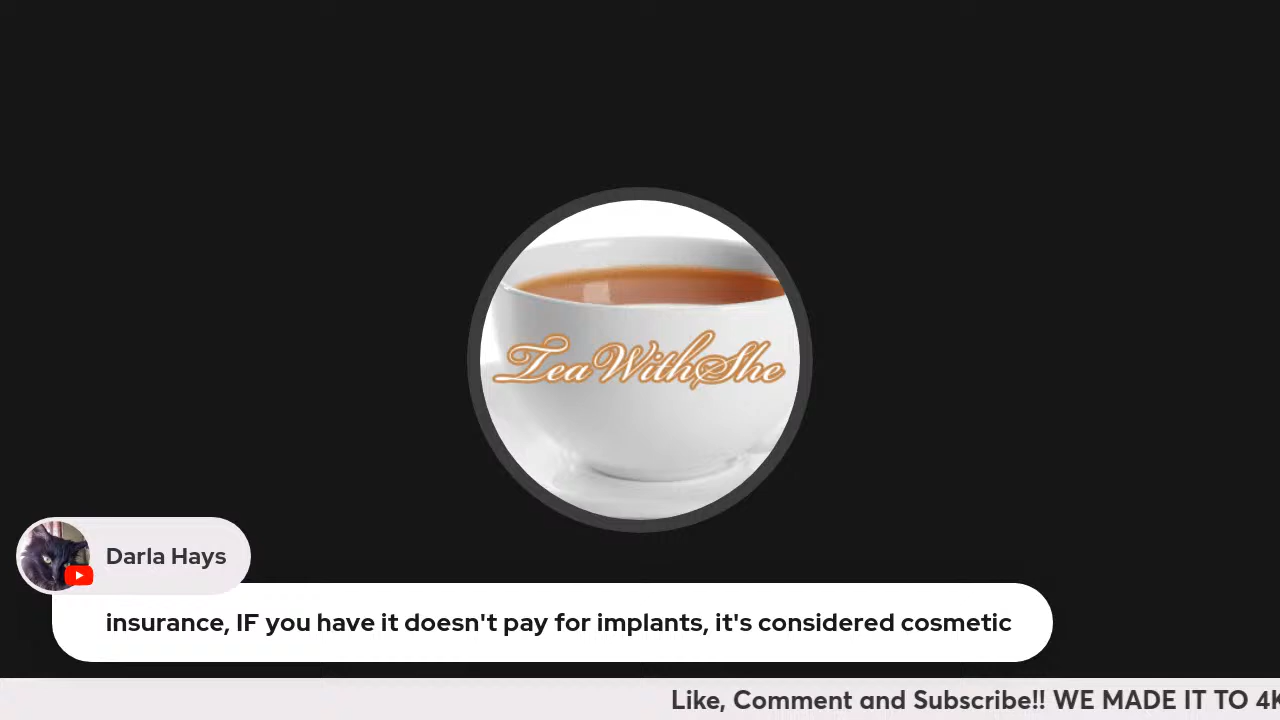 TeaWithShe
Darla Hays
insurance, IF you have it doesn't pay for implants, it's considered cosmetic
Like, Comment and Subscribe!! WE MADE IT TO 4K